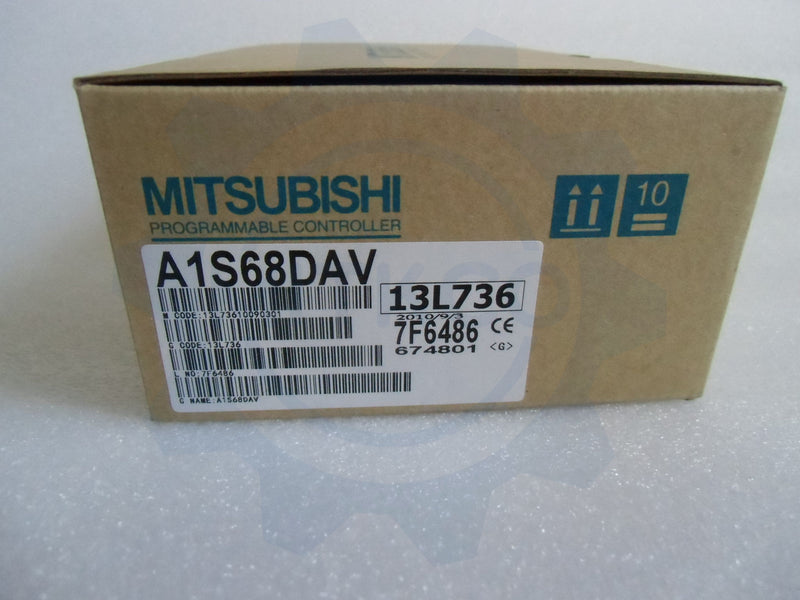 MITSUBISHI
PROGRAMMABLE CONTROLLER
10
A1S68DAV
13L736
M CODE:13L73610090301
2010/9/3
7F6486 CE
G CODE:13L736
674801 <G>
L NO:7F6486
G NAME:A1S68DAV